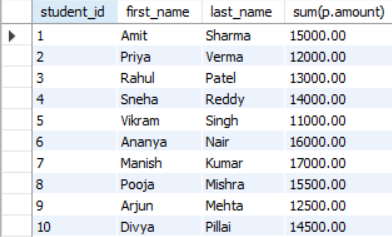 student_id first_name last_name sum(p.amount)
1 Amit Sharma 15000.00
2 Priya Verma 12000.00
3 Rahul Patel 13000.00
4 Sneha Reddy 14000.00
5 Vikram Singh 11000.00
6 Ananya Nair 16000.00
7 Manish Kumar 17000.00
8 Pooja Mishra 15500.00
9 Arjun Mehta 12500.00
10 Divya Pillai 14500.00